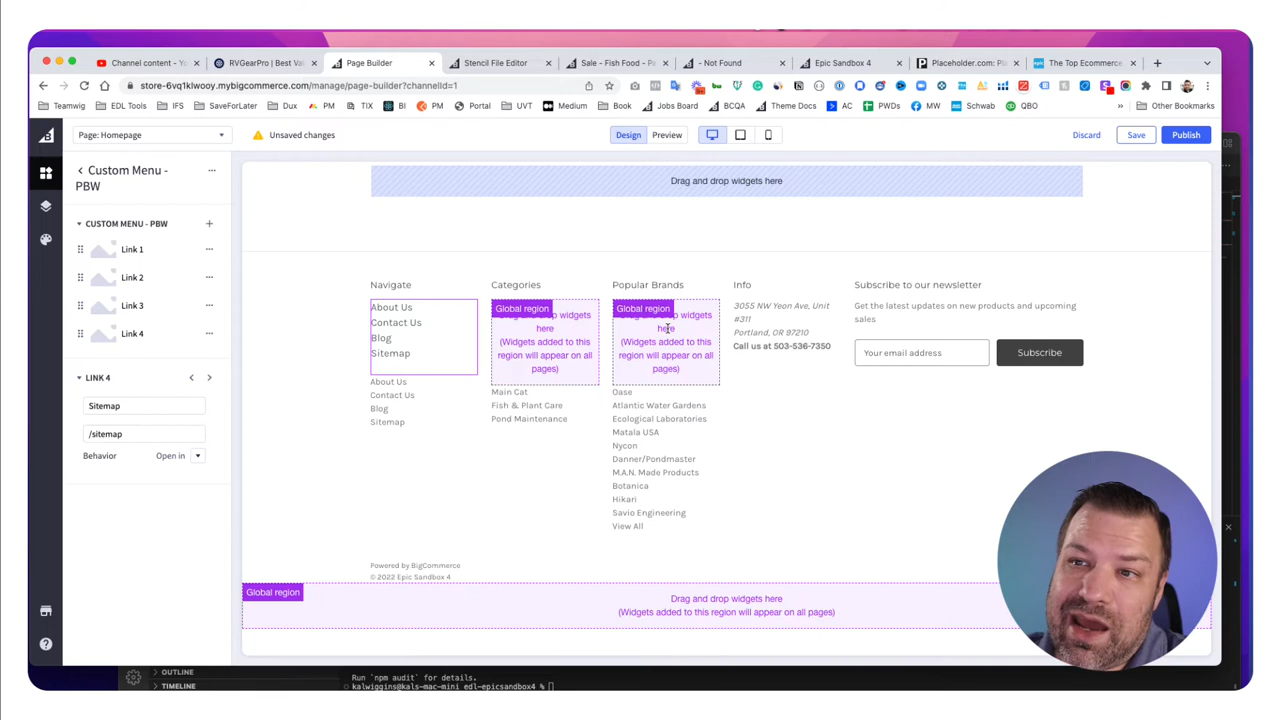 Channel content - Yo
RVGearPro | Best Val
Page Builder
Stencil File Editor
Sale - Fish Food - Pa
- Not Found
Epic Sandbox 4
Placeholder.com: Pl
The Top Ecommerce
store-6vq1klwooy.mybigcommerce.com/manage/page-builder?channelId=1
Teamwig
EDL Tools
IFS
SaveForLater
Dux
PM
TIX
BI
PM
Portal
UVT
Medium
Book
Jobs Board
BCQA
Theme Docs
AC
PWDs
MW
Schwab
QBO
»
Other Bookmarks
Page: Homepage
Unsaved changes
Design
Preview
Discard
Save
Publish
Custom Menu -
PBW
CUSTOM MENU - PBW
Link 1
Link 2
Link 3
Link 4
LINK 4
Sitemap
/sitemap
Behavior
Open in
Drag and drop widgets here
Navigate
About Us
Contact Us
Blog
Sitemap
About Us
Contact Us
Blog
Sitemap
Categories
Global region
widgets
here
(Widgets added to this
region will appear on all
pages)
Main Cat
Fish & Plant Care
Pond Maintenance
Popular Brands
Global region
widgets
here
(Widgets added to this
region will appear on all
pages)
Oase
Atlantic Water Gardens
Ecological Laboratories
Matala USA
Nycon
Danner/Pondmaster
M.A.N. Made Products
Botanica
Hikari
Savio Engineering
View All
Info
3055 NW Yeon Ave, Unit
#311
Portland, OR 97210
Call us at 503-536-7350
Subscribe to our newsletter
Get the latest updates on new products and upcoming
sales
Your email address
Subscribe
Powered by BigCommerce
© 2022 Epic Sandbox 4
Global region
Drag and drop widgets here
(Widgets added to this region will appear on all pages)
OUTLINE
TIMELINE
Run `npm audit` for details.
kalwiggins@kals-mac-mini edl-epicsandbox4 %